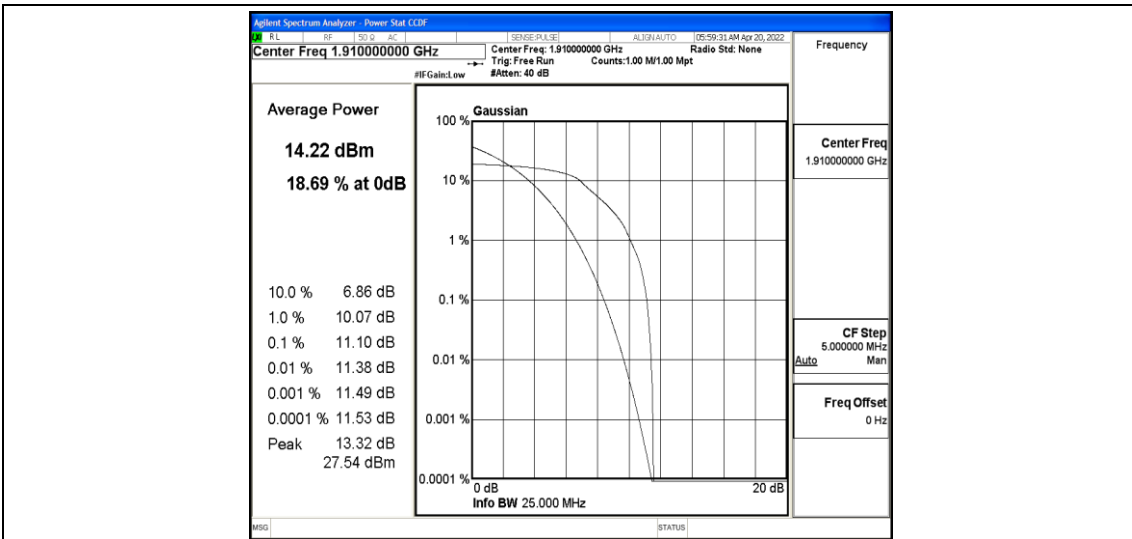 Agilent Spectrum Analyzer - Power Stat CCDF
LXI RL RF 50 Ω AC SENSE:PULSE ALIGNAUTO 05:59:31 AM Apr 20, 2022
Center Freq 1.910000000 GHz
Center Freq: 1.910000000 GHz Radio Std: None
Trig: Free Run Counts:1.00 M/1.00 Mpt
#IFGain:Low #Atten: 40 dB
Frequency
Average Power
14.22 dBm
18.69 % at 0dB
10.0 % 6.86 dB
1.0 % 10.07 dB
0.1 % 11.10 dB
0.01 % 11.38 dB
0.001 % 11.49 dB
0.0001 % 11.53 dB
Peak 13.32 dB
27.54 dBm
Gaussian
100 %
10 %
1 %
0.1 %
0.01 %
0.001 %
0.0001 %
0 dB 20 dB
Info BW 25.000 MHz
Center Freq
1.910000000 GHz
CF Step
5.000000 MHz
Auto Man
Freq Offset
0 Hz
MSG STATUS